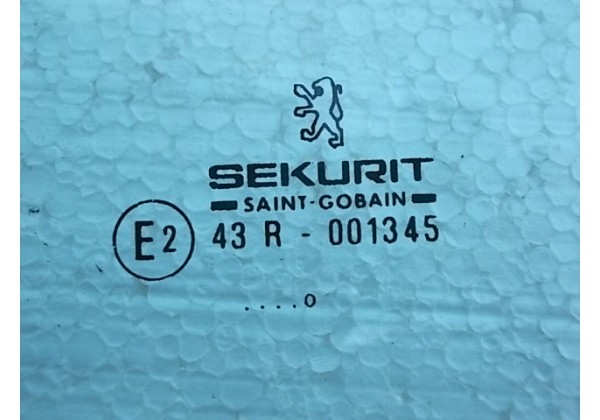 SEKURIT
SAINT-GOBAIN
E2 43 R - 001345
....o